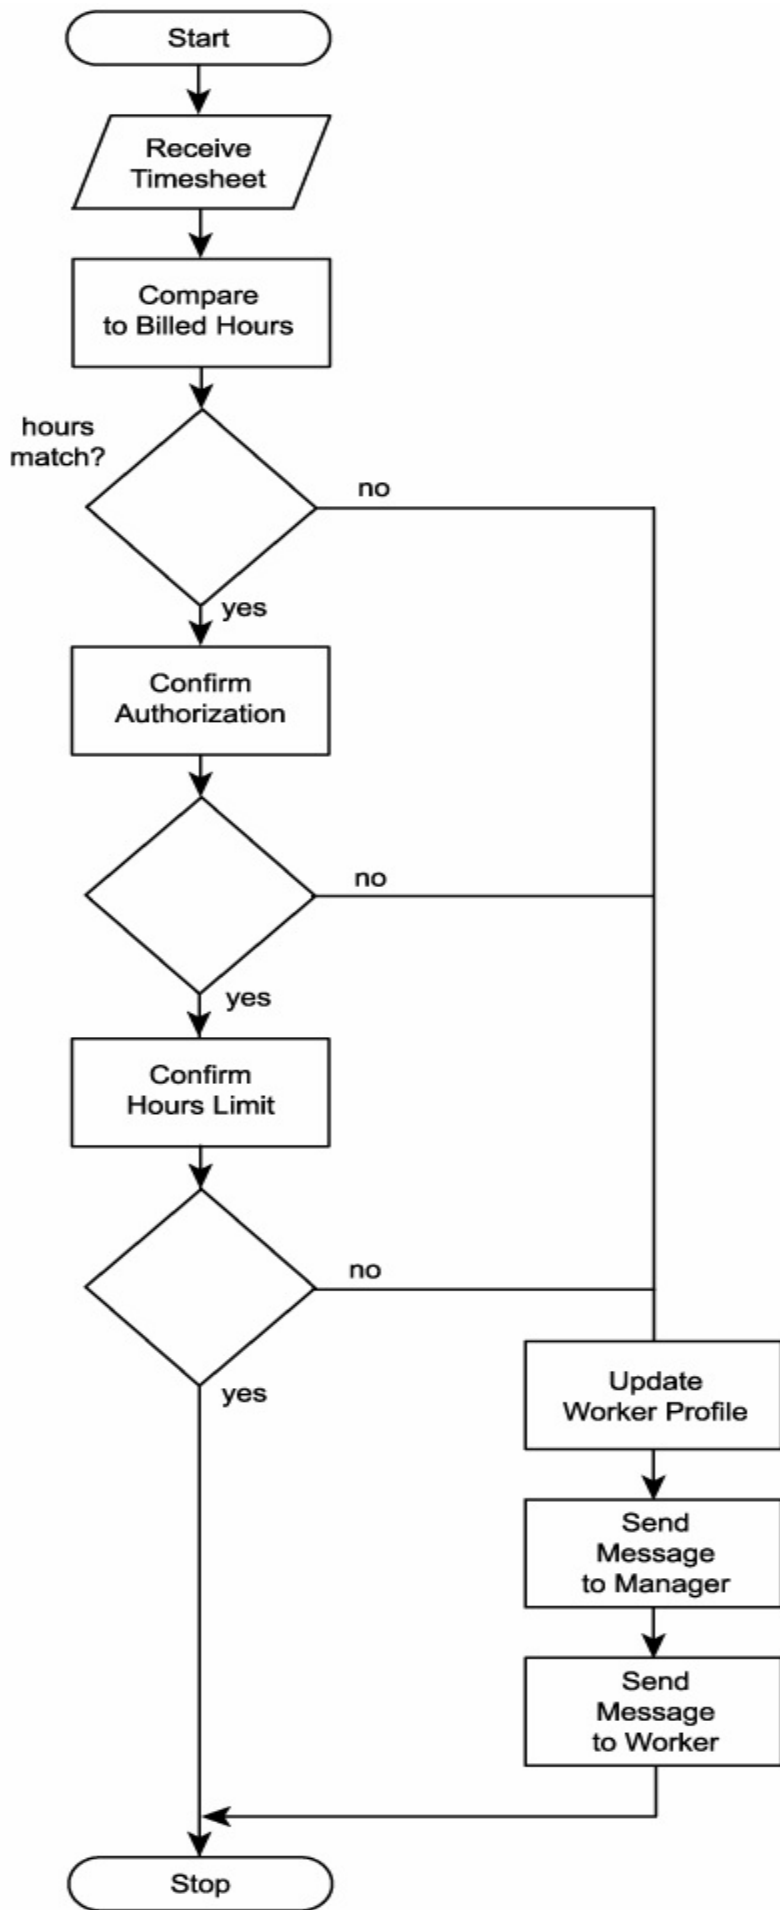 Start
Receive
Timesheet
Compare
to Billed Hours
hours
match?
no
yes
Confirm
Authorization
no
yes
Confirm
Hours Limit
no
yes
Update
Worker Profile
Send
Message
to Manager
Send
Message
to Worker
Stop